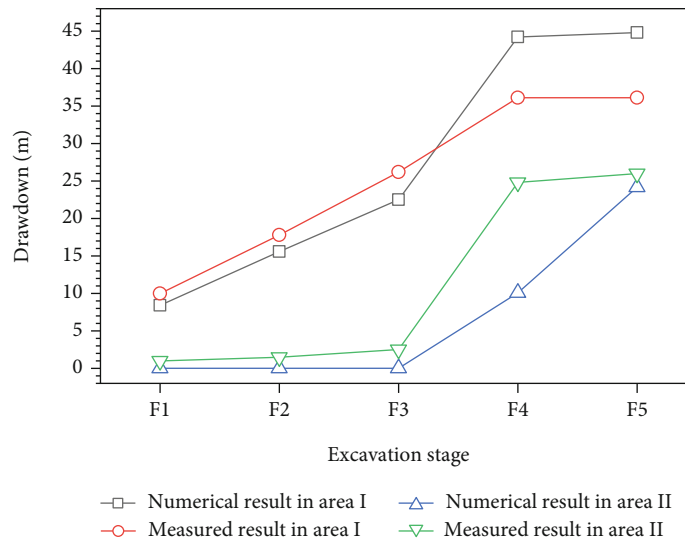 45
40
35
30
25
20
15
10
5
0
Drawdown (m)
F1 F2 F3 F4 F5
Excavation stage
Numerical result in area I
Numerical result in area II
Measured result in area I
Measured result in area II